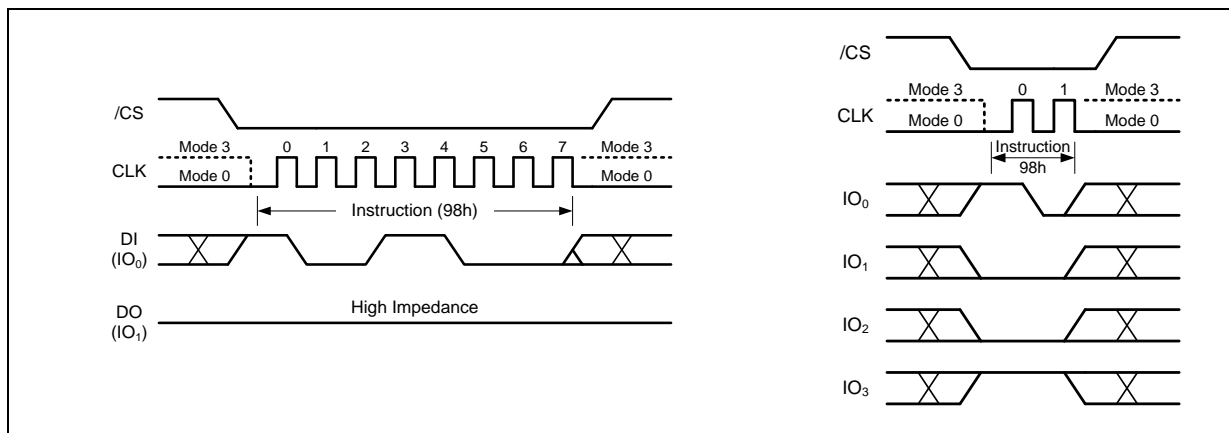 /CS
Mode 3 0 1 2 3 4 5 6 7 Mode 3
CLK Mode 0 Mode 0
Instruction (98h)
DI
(IO₀)
High Impedance
DO
(IO₁)
/CS
Mode 3 0 1 Mode 3
CLK Mode 0 Mode 0
Instruction
98h
IO₀
IO₁
IO₂
IO₃